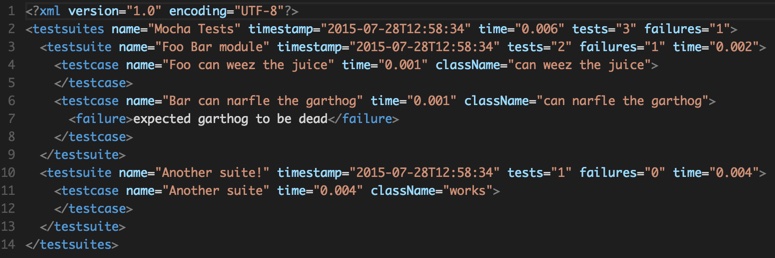 1 <?xml version="1.0" encoding="UTF-8"?>
2 <testsuites name="Mocha Tests" timestamp="2015-07-28T12:58:34" time="0.006" tests="3" failures="1">
3 <testsuite name="Foo Bar module" timestamp="2015-07-28T12:58:34" tests="2" failures="1" time="0.002">
4 <testcase name="Foo can weez the juice" time="0.001" className="can weez the juice">
5 </testcase>
6 <testcase name="Bar can narfle the garthog" time="0.001" className="can narfle the garthog">
7 <failure>expected garthog to be dead</failure>
8 </testcase>
9 </testsuite>
10 <testsuite name="Another suite!" timestamp="2015-07-28T12:58:34" tests="1" failures="0" time="0.004">
11 <testcase name="Another suite" time="0.004" className="works">
12 </testcase>
13 </testsuite>
14 </testsuites>